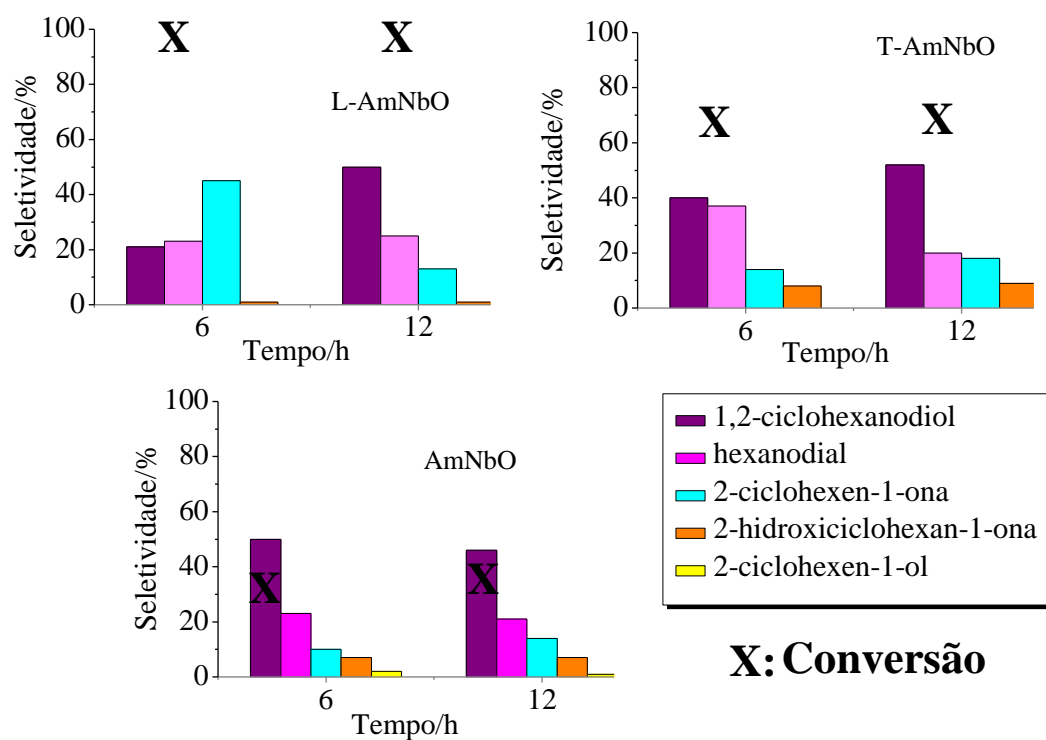 100
80
60
40
20
0
Seletividade/%
X
X
L-AmNbO
6
12
Tempo/h
100
80
60
40
20
0
Seletividade/%
T-AmNbO
X
X
6
12
Tempo/h
100
80
60
40
20
0
Seletividade/%
AmNbO
X
X
6
12
Tempo/h
1,2-ciclohexanodiol
hexanodial
2-ciclohexen-1-ona
2-hidroxiciclohexan-1-ona
2-ciclohexen-1-ol
X: Conversão